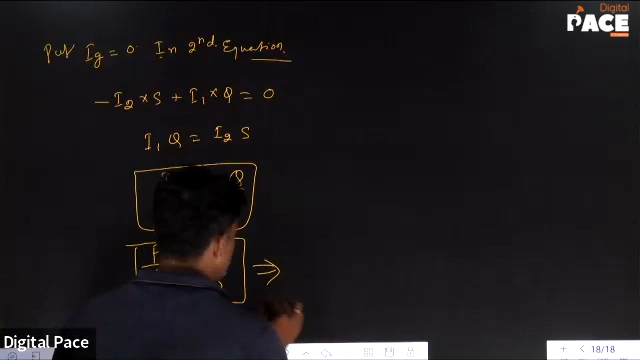 Digital
PACE
Put Ig = 0. In 2nd Equation.
-I2 × S + I1 × Q = 0
I1 Q = I2 S
Q
⇒
Digital Pace
18/18